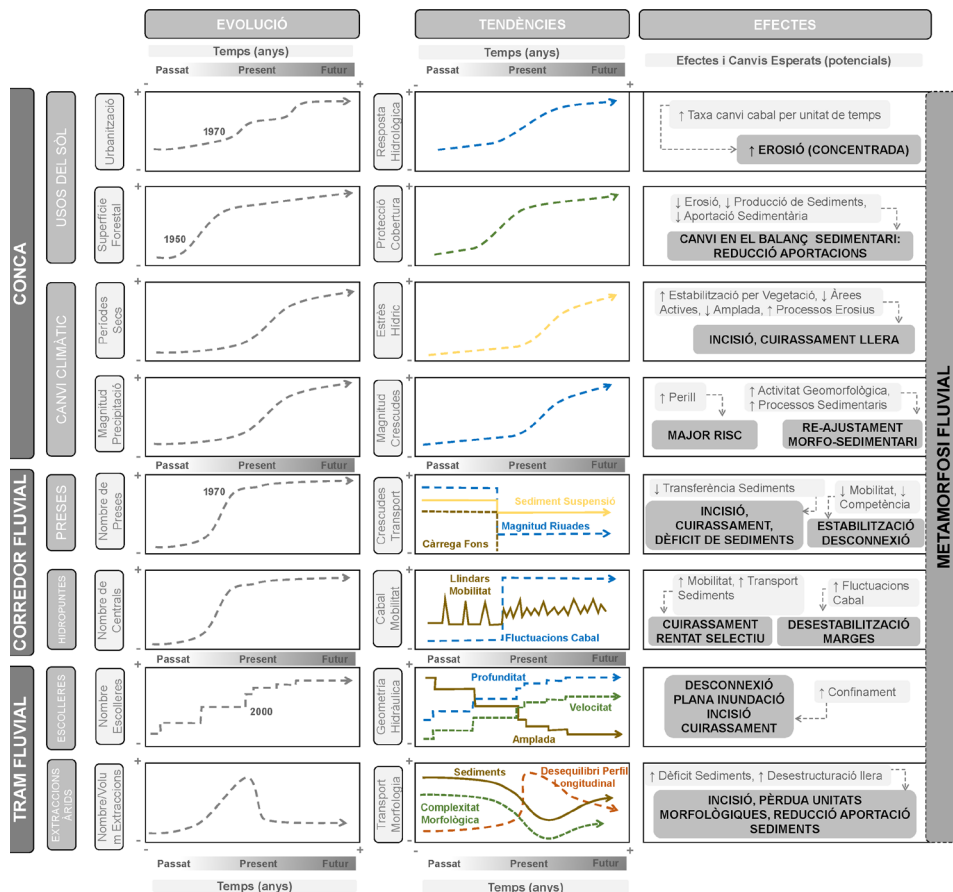 EVOLUCIÓ
TENDÈNCIES
EFECTES
Temps (anys)
Temps (anys)
Efectes i Canvis Esperats (potencials)
Passat Present Futur
Passat Present Futur
- +
- +
CONCA
USOS DEL SÒL
Urbanització
+
-
1970
Resposta
Hidrològica
+
-
↑ Taxa canvi cabal per unitat de temps
↑ EROSIÓ (CONCENTRADA)
Superfície
Forestal
+
-
1950
Protecció
Cobertura
+
-
↓ Erosió, ↓ Producció de Sediments,
↓ Aportació Sedimentària
CANVI EN EL BALANÇ SEDIMENTARI:
REDUCCIÓ APORTACIONS
CANVI CLIMÀTIC
Períodes
Secs
+
-
Estrès
Hídric
+
-
↑ Estabilització per Vegetació, ↓ Àrees
Actives, ↓ Amplada, ↑ Processos Erosius
INCISIÓ, CUIRASSAMENT LLERA
Magnitud
Precipitació
+
-
Magnitud
Crescudes
+
-
↑ Perill
MAJOR RISC
↑ Activitat Geomorfològica,
↑ Processos Sedimentaris
RE-AJUSTAMENT
MORFO-SEDIMENTARI
METAMORFOSI FLUVIAL
Passat Present Futur
Passat Present Futur
CORREDOR FLUVIAL
PRESES
Nombre de
Preses
+
-
1970
Crescudes
Transport
+
-
Sediment Suspensió
Magnitud Riuades
Càrrega Fons
↓ Transferència Sediments
INCISIÓ,
CUIRASSAMENT,
DÈFICIT DE SEDIMENTS
↓ Mobilitat, ↓
Competència
ESTABILITZACIÓ
DESCONNEXIÓ
HIDROPUNTES
Nombre de
Centrals
+
-
Cabal
Mobilitat
+
-
Llindars
Mobilitat
Fluctuacions Cabal
↑ Mobilitat, ↑ Transport
Sediments
CUIRASSAMENT
RENTAT SELECTIU
↑ Fluctuacions
Cabal
DESESTABILITZACIÓ
MARGES
Passat Present Futur
Passat Present Futur
TRAM FLUVIAL
ESCOLLERES
Nombre
Escolleres
+
-
2000
Geometria
Hidràulica
+
-
Profunditat
Velocitat
Amplada
DESCONNEXIÓ
PLANA INUNDACIÓ
INCISIÓ
CUIRASSAMENT
↑ Confinament
EXTRACCIONS
ÀRIDS
Nombre/Volu
m Extraccions
+
-
Transport
Morfologia
+
-
Sediments
Desequilibri Perfil
Longitudinal
Complexitat
Morfològica
↑ Dèficit Sediments, ↑ Desestructuració llera
INCISIÓ, PÈRDUA UNITATS
MORFOLÒGIQUES, REDUCCIÓ APORTACIÓ
SEDIMENTS
- +
- +
Passat Present Futur
Passat Present Futur
Temps (anys)
Temps (anys)